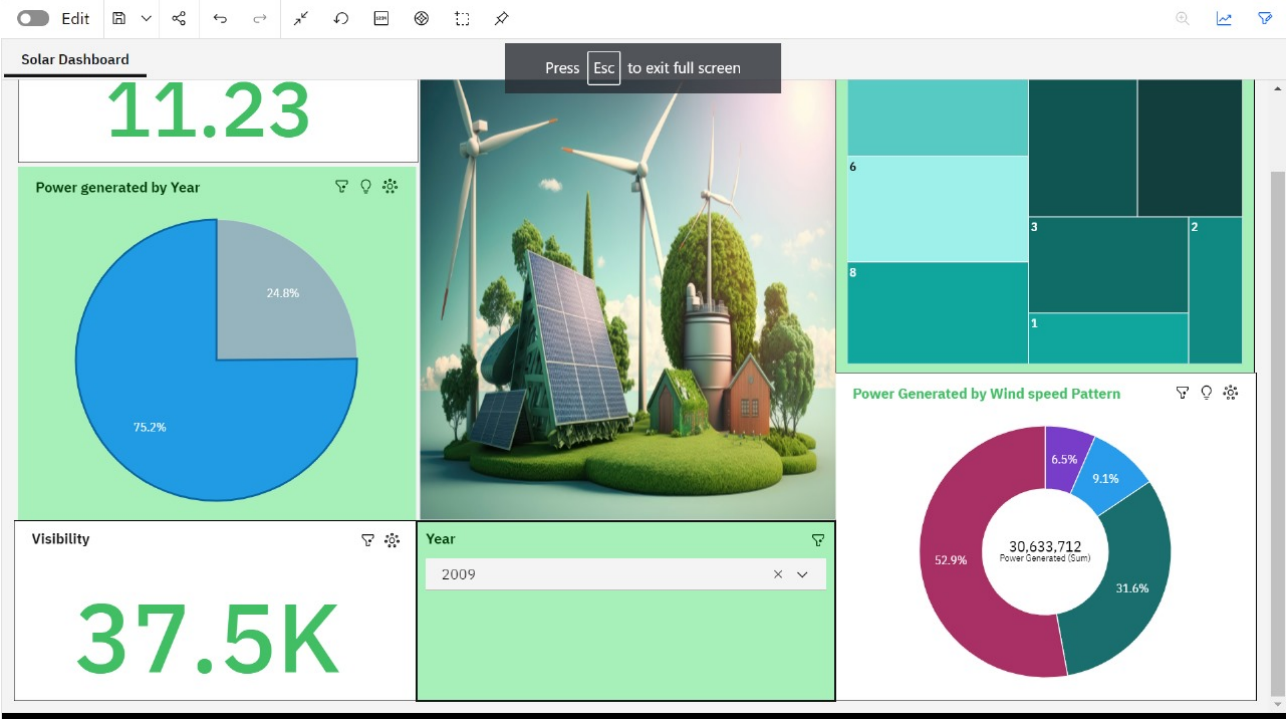 Edit
Solar Dashboard
Press Esc to exit full screen
11.23
6
8
3
2
1
Power generated by Year
24.8%
75.2%
Power Generated by Wind speed Pattern
6.5%
9.1%
31.6%
52.9%
30,633,712
Power Generated (Sum)
Visibility
37.5K
Year
2009